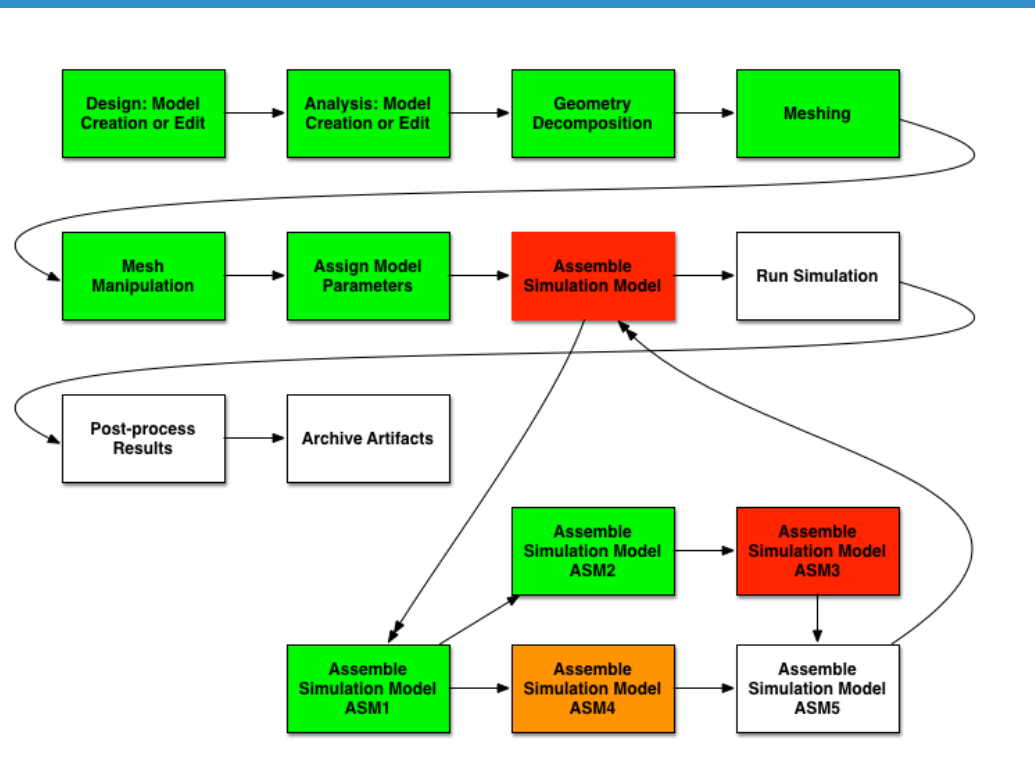 Design: Model
Creation or Edit
Analysis: Model
Creation or Edit
Geometry
Decomposition
Meshing
Mesh
Manipulation
Assign Model
Parameters
Assemble
Simulation Model
Run Simulation
Post-process
Results
Archive Artifacts
Assemble
Simulation Model
ASM2
Assemble
Simulation Model
ASM3
Assemble
Simulation Model
ASM1
Assemble
Simulation Model
ASM4
Assemble
Simulation Model
ASM5